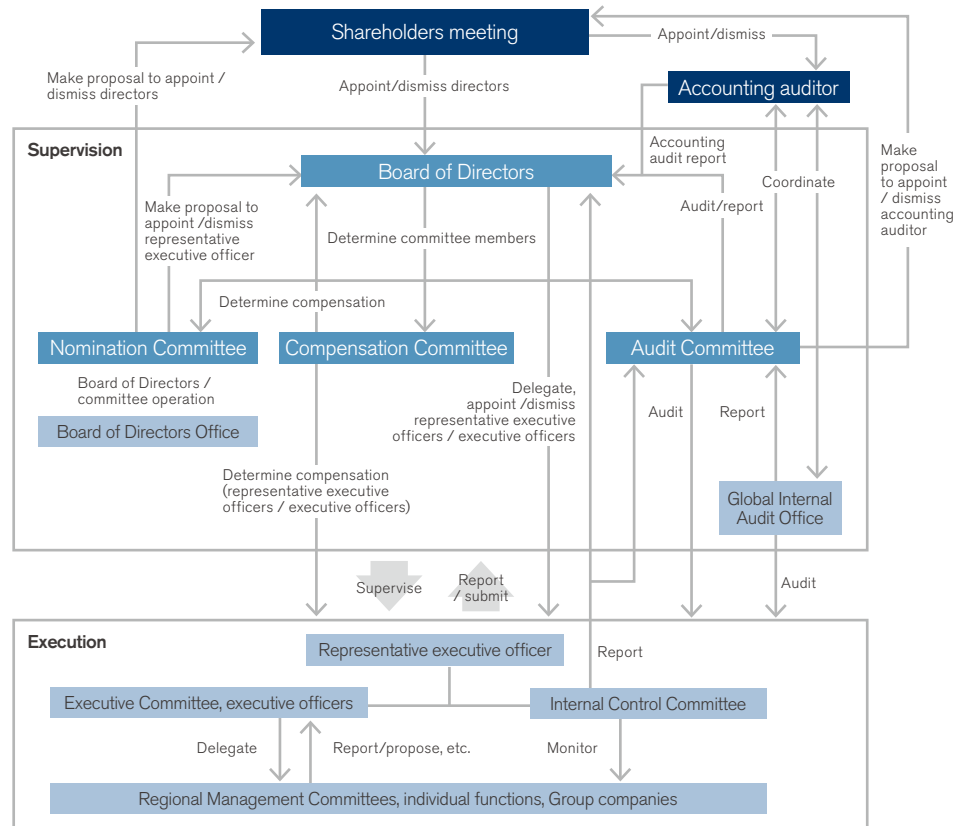 Shareholders meeting
Appoint/dismiss
Make proposal to appoint /
dismiss directors
Appoint/dismiss directors
Accounting auditor
Supervision
Accounting
audit report
Make
proposal
to appoint
/ dismiss
accounting
auditor
Board of Directors
Coordinate
Make proposal to
appoint /dismiss
representative
executive officer
Audit/report
Determine committee members
Determine compensation
Nomination Committee
Compensation Committee
Audit Committee
Board of Directors /
committee operation
Board of Directors Office
Delegate,
appoint /dismiss
representative executive
officers / executive officers
Audit
Report
Determine compensation
(representative executive
officers / executive officers)
Global Internal
Audit Office
Supervise
Report
/ submit
Audit
Execution
Representative executive officer
Report
Executive Committee, executive officers
Internal Control Committee
Delegate
Report/propose, etc.
Monitor
Regional Management Committees, individual functions, Group companies